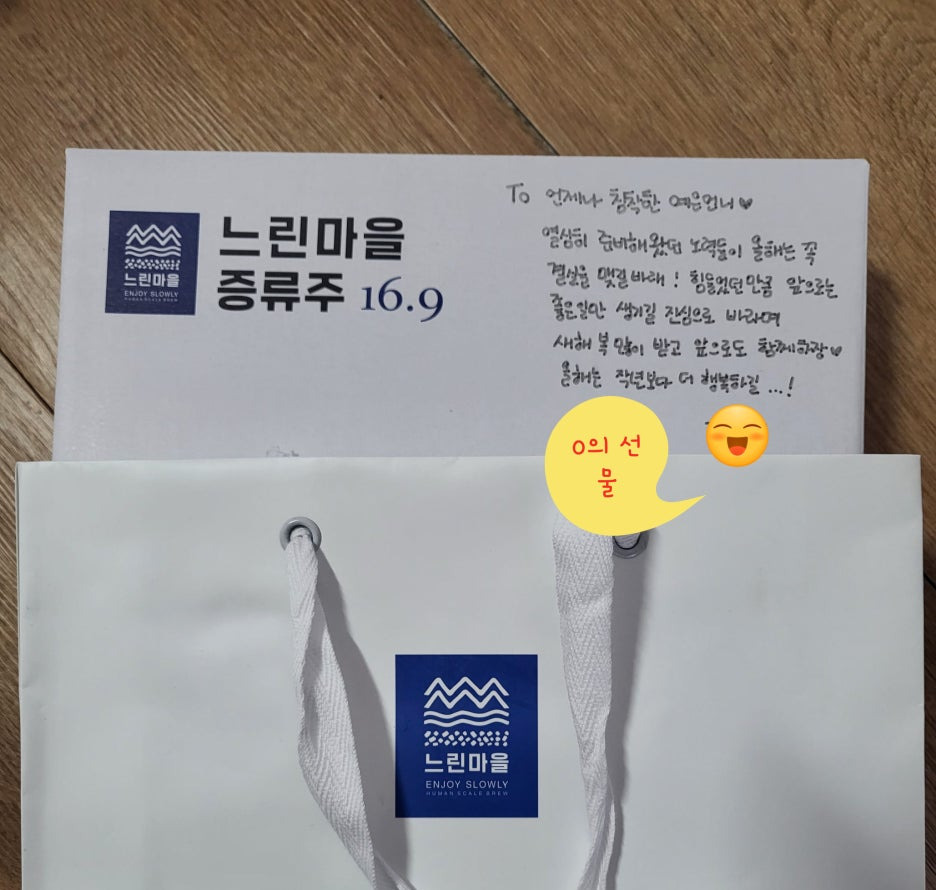 느린마을
ENJOY SLOWLY
HUMAN SCALE BREW
느린마을
증류주 16.9
To 언제나 침착한 예은언니♥
열심히 준비해왔던 노력들이 올해는 꼭
결실을 맺길바래! 힘들었던만큼 앞으로는
좋은일만 생기길 진심으로 바라며
새해 복 많이 받고 앞으로도 함께하장♥
올해는 작년보다 더 행복하길 ...!
0의 선
물
느린마을
ENJOY SLOWLY
HUMAN SCALE BREW